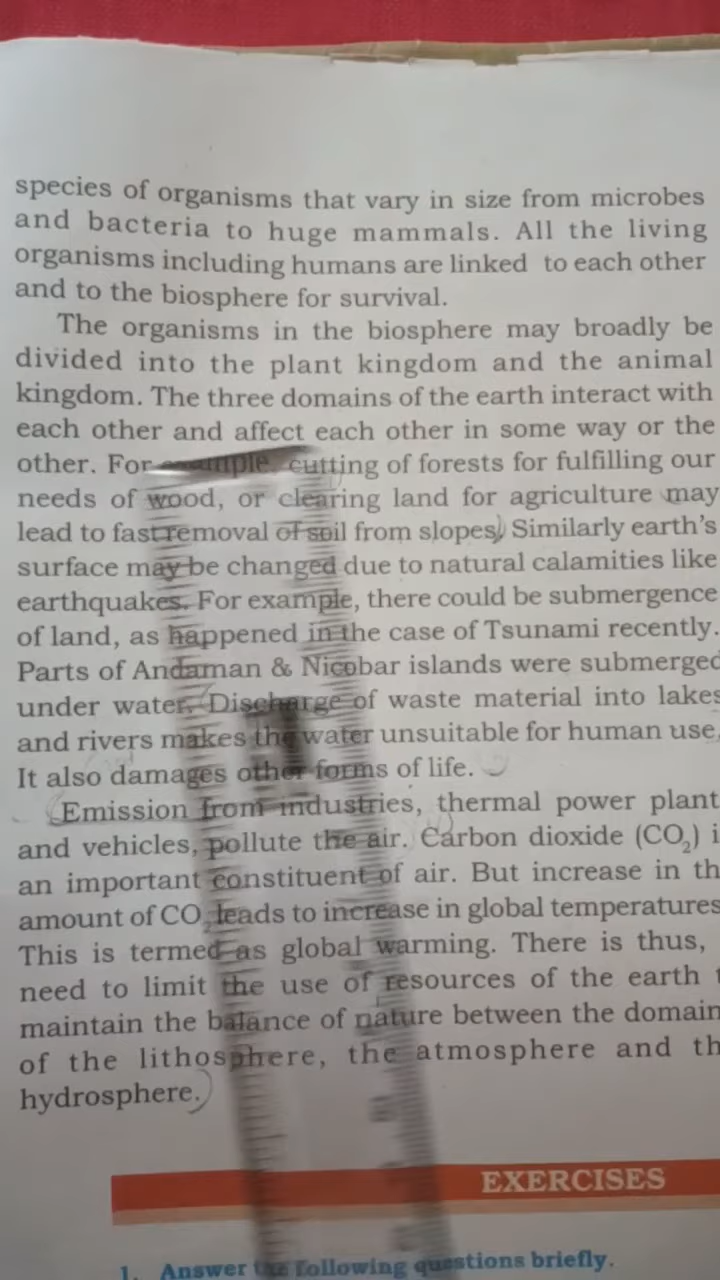 species of organisms that vary in size from microbes
and bacteria to huge mammals. All the living
organisms including humans are linked to each other
and to the biosphere for survival.
The organisms in the biosphere may broadly be
divided into the plant kingdom and the animal
kingdom. The three domains of the earth interact with
each other and affect each other in some way or the
other. For example, cutting of forests for fulfilling our
needs of wood, or clearing land for agriculture may
lead to fast removal of soil from slopes. Similarly earth's
surface may be changed due to natural calamities like
earthquakes. For example, there could be submergence
of land, as happened in the case of Tsunami recently.
Parts of Andaman & Nicobar islands were submerged
under water. Discharge of waste material into lakes
and rivers makes the water unsuitable for human use.
It also damages other forms of life.
Emission from industries, thermal power plant
and vehicles, pollute the air. Carbon dioxide (CO₂) i
an important constituent of air. But increase in th
amount of CO₂ leads to increase in global temperatures
This is termed as global warming. There is thus,
need to limit the use of resources of the earth t
maintain the balance of nature between the domain
of the lithosphere, the atmosphere and th
hydrosphere.
EXERCISES
1. Answer the following questions briefly.